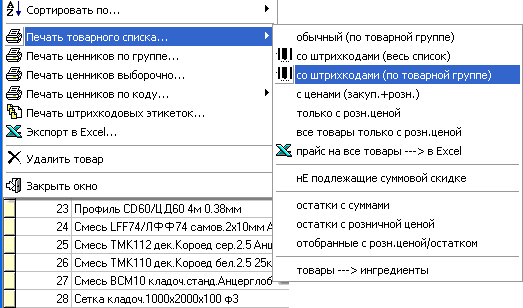 Сортировать по...
Печать товарного списка...
Печать ценников по группе...
Печать ценников выборочно...
Печать ценников по коду...
Печать штрихкодовых этикеток...
Экспорт в Excel...
Удалить товар
Закрыть окно
обычный (по товарной группе)
со штрихкодами (весь список)
со штрихкодами (по товарной группе)
с ценами (закуп.+розн.)
только с розн.ценой
все товары только с розн.ценой
прайс на все товары ---> в Excel
нЕ подлежащие суммовой скидке
остатки с суммами
остатки с розничной ценой
отобранные с розн.ценой/остатком
товары ---> ингредиенты
23 Профиль CD60/ЦД60 4м 0.38мм
24 Смесь LFF74/ЛФФ74 самов.2х10мм А
25 Смесь ТМК112 дек.Короед сер.2.5 Анц
26 Смесь ТМК110 дек.Короед бел.2.5 25к
27 Смесь ВСМ10 кладоч.станд.Анцерглоб
28 Сетка кладоч.1000х2000х100 ф3